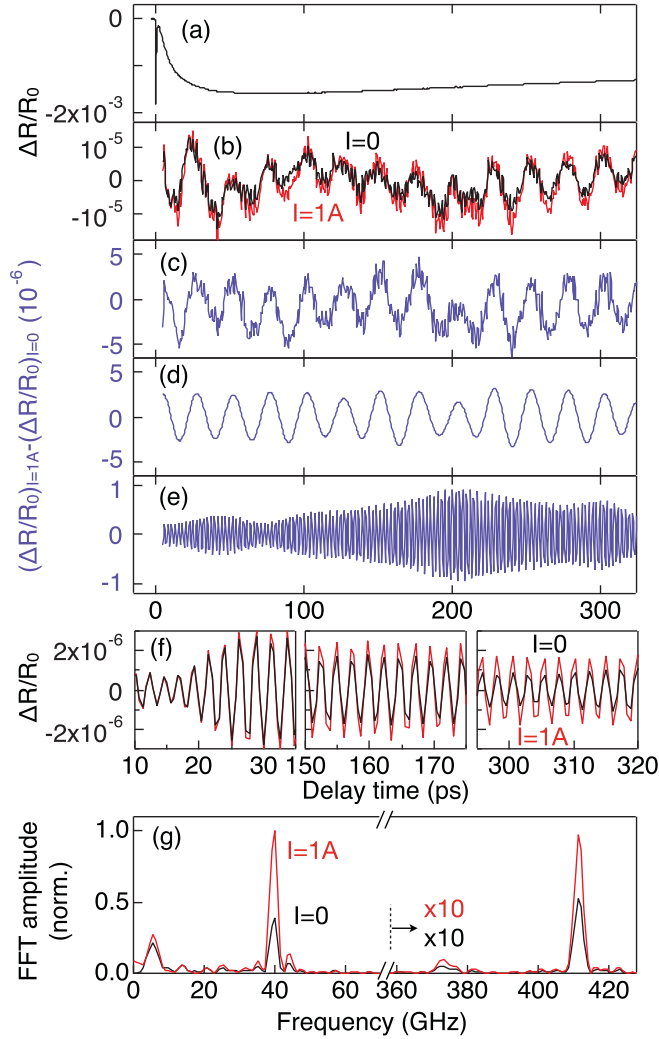 0
(a)
-2x10⁻³
ΔR/R₀
10⁻⁵
(b)
I=0
0
-10⁻⁵
I=1A
(ΔR/R₀)I=1A-(ΔR/R₀)I=0 (10⁻⁶)
(c)
5
0
-5
(d)
5
0
-5
(e)
1
0
-1
0 100 200 300
(f)
2x10⁻⁶
0
-2x10⁻⁶
ΔR/R₀
I=0
I=1A
10 20 30 150 160 170 300 310 320
Delay time (ps)
(g)
1.0
0.5
0.0
FFT amplitude
(norm.)
I=1A
I=0
x10
x10
0 20 40 60 360 380 400 420
Frequency (GHz)